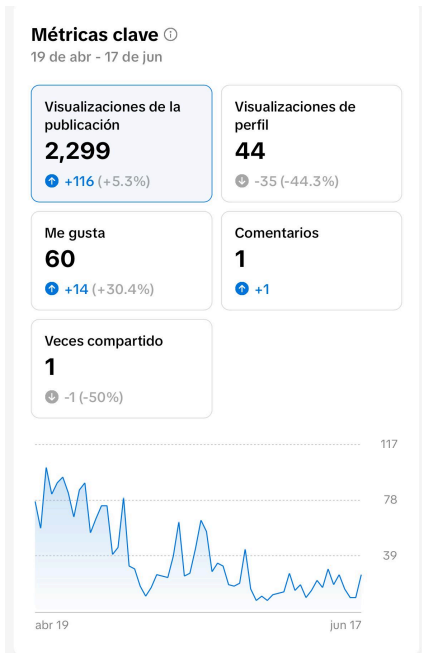 Métricas clave
19 de abr - 17 de jun
Visualizaciones de la
publicación
2,299
+116 (+5.3%)
Visualizaciones de
perfil
44
-35 (-44.3%)
Me gusta
60
+14 (+30.4%)
Comentarios
1
+1
Veces compartido
1
-1 (-50%)
117
78
39
abr 19
jun 17